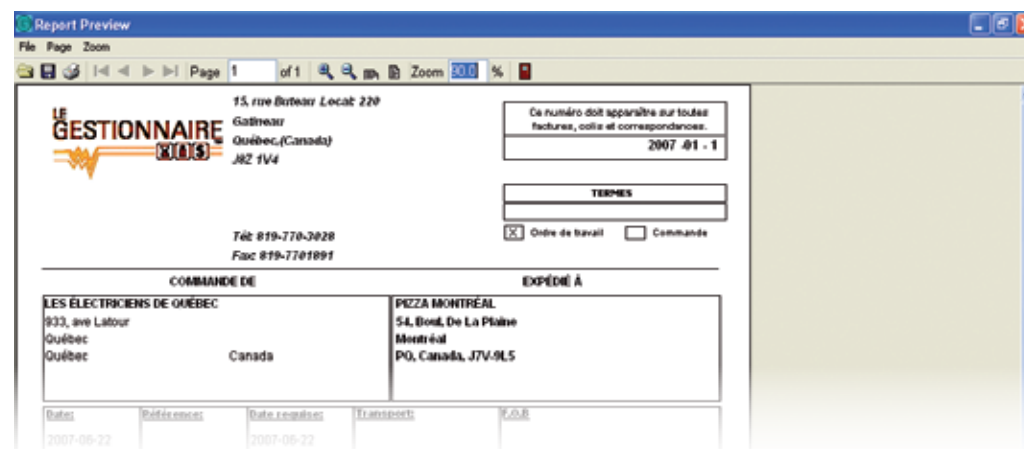 Report Preview
File Page Zoom
Page 1 of 1 Zoom 90.0 %
LE
GESTIONNAIRE
XAS
15, rue Buteau Local: 220
Gatineau
Québec,(Canada)
J8Z 1V4
Tél: 819-770-3028
Fax: 819-7701891
Ce numéro doit apparaître sur toutes
factures, colis et correspondances.
2007 -01 - 1
TERMES
X Ordre de travail Commande
COMMANDE DE
EXPÉDIÉ À
LES ÉLECTRICIENS DE QUÉBEC
933, ave Latour
Québec
Québec Canada
PIZZA MONTRÉAL
54, Boul, De La Plaine
Montréal
PQ, Canada, J7V-9L5
Date: Référence: Date requise: Transport: F.O.B
2007-06-22 2007-06-22